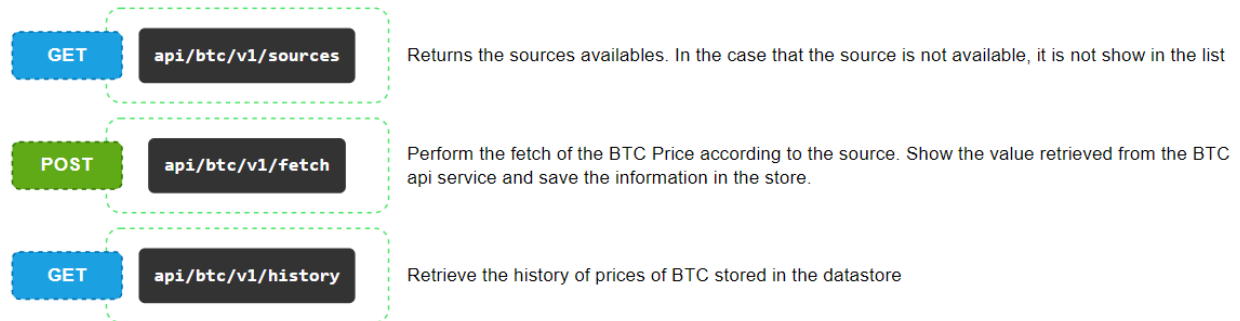 GET
api/btc/v1/sources
Returns the sources availables. In the case that the source is not available, it is not show in the list
POST
api/btc/v1/fetch
Perform the fetch of the BTC Price according to the source. Show the value retrieved from the BTC
api service and save the information in the store.
GET
api/btc/v1/history
Retrieve the history of prices of BTC stored in the datastore